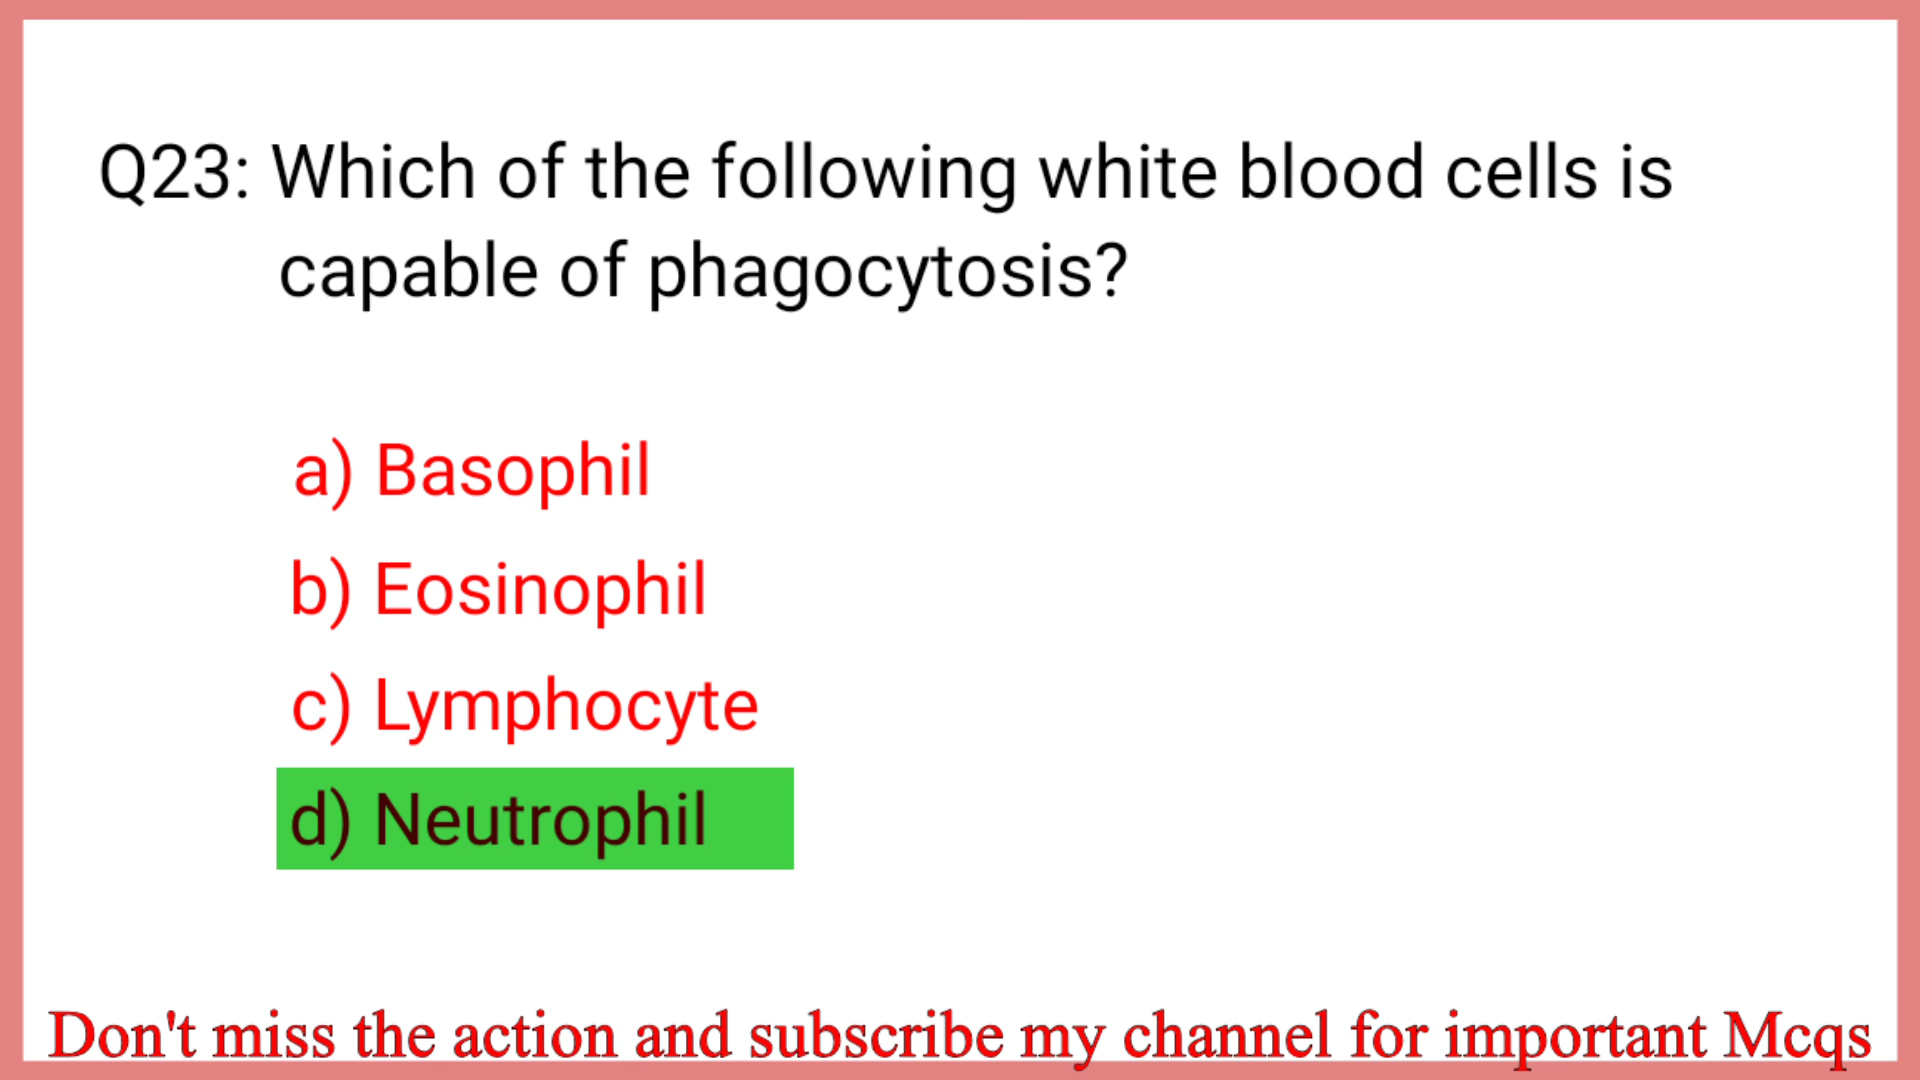 Q23: Which of the following white blood cells is
capable of phagocytosis?
a) Basophil
b) Eosinophil
c) Lymphocyte
d) Neutrophil
Don't miss the action and subscribe my channel for important Mcqs